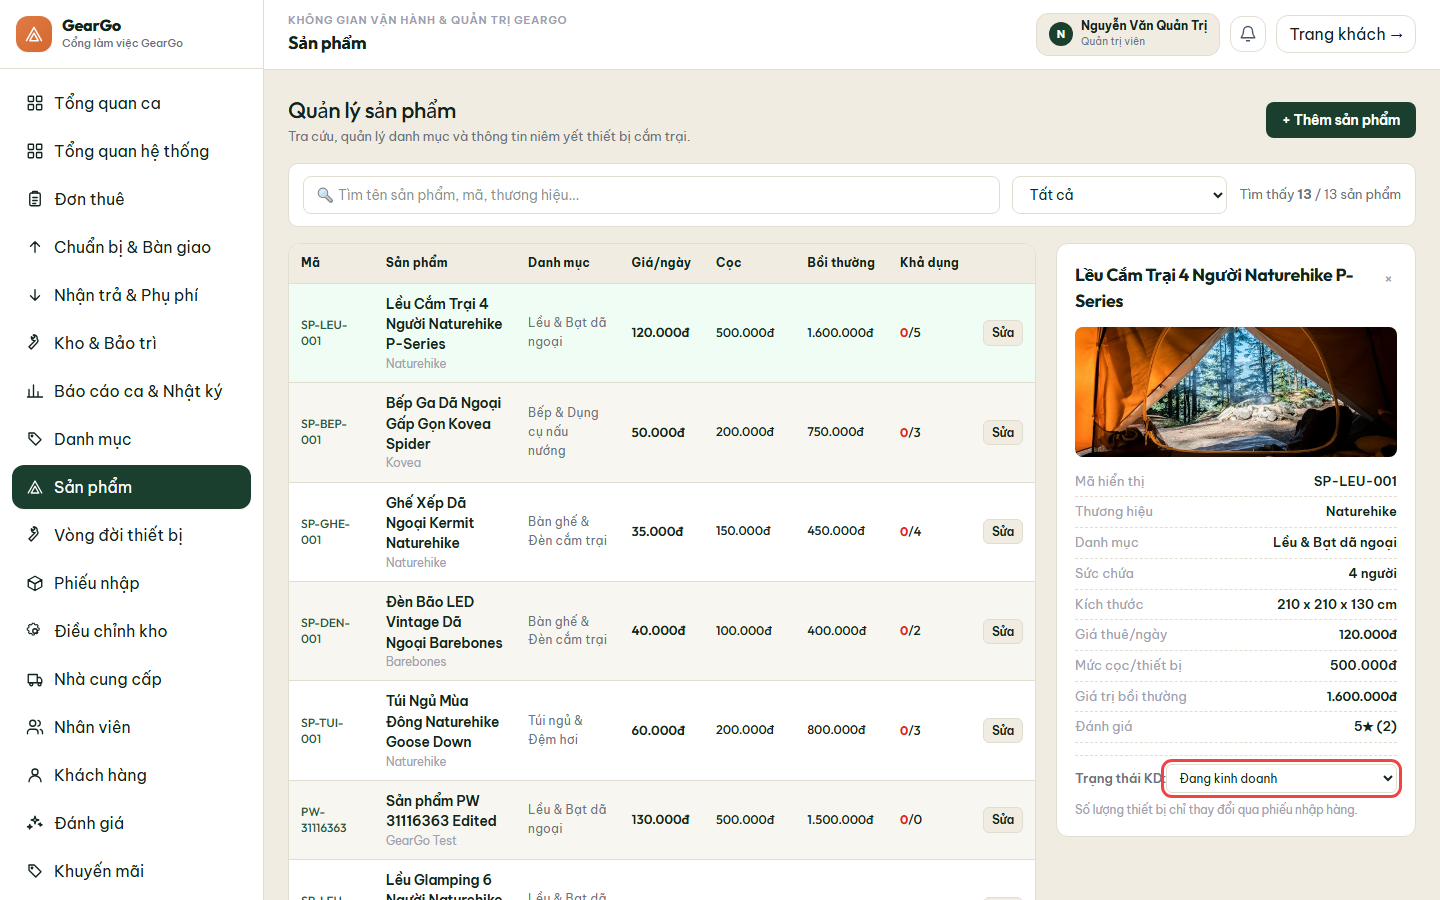 GearGo
Cổng làm việc GearGo
Tổng quan ca
Tổng quan hệ thống
Đơn thuê
Chuẩn bị & Bàn giao
Nhận trả & Phụ phí
Kho & Bảo trì
Báo cáo ca & Nhật ký
Danh mục
Sản phẩm
Vòng đời thiết bị
Phiếu nhập
Điều chỉnh kho
Nhà cung cấp
Nhân viên
Khách hàng
Đánh giá
Khuyến mãi
KHÔNG GIAN VẬN HÀNH & QUẢN TRỊ GEARGO
Sản phẩm
N
Nguyễn Văn Quản Trị
Quản trị viên
Trang khách →
Quản lý sản phẩm
Tra cứu, quản lý danh mục và thông tin niêm yết thiết bị cắm trại.
+ Thêm sản phẩm
🔍 Tìm tên sản phẩm, mã, thương hiệu...
Tất cả
Tìm thấy 13 / 13 sản phẩm
Mã Sản phẩm Danh mục Giá/ngày Cọc Bồi thường Khả dụng
SP-LEU-
001
Lều Cắm Trại 4
Người Naturehike
P-Series
Naturehike
Lều & Bạt dã
ngoại
120.000đ 500.000đ 1.600.000đ 0/5 Sửa
SP-BEP-
001
Bếp Ga Dã Ngoại
Gấp Gọn Kovea
Spider
Kovea
Bếp & Dụng
cụ nấu
nướng
50.000đ 200.000đ 750.000đ 0/3 Sửa
SP-GHE-
001
Ghế Xếp Dã
Ngoại Kermit
Naturehike
Naturehike
Bàn ghế &
Đèn cắm trại
35.000đ 150.000đ 450.000đ 0/4 Sửa
SP-DEN-
001
Đèn Bão LED
Vintage Dã
Ngoại Barebones
Barebones
Bàn ghế &
Đèn cắm trại
40.000đ 100.000đ 400.000đ 0/2 Sửa
SP-TUI-
001
Túi Ngủ Mùa
Đông Naturehike
Goose Down
Naturehike
Túi ngủ &
Đệm hơi
60.000đ 200.000đ 800.000đ 0/3 Sửa
PW-
31116363
Sản phẩm PW
31116363 Edited
GearGo Test
Lều & Bạt dã
ngoại
130.000đ 500.000đ 1.500.000đ 0/0 Sửa
SP-LEU-
Lều Glamping 6
Người Naturehike
Lều & Bạt dã
Lều Cắm Trại 4 Người Naturehike P-
Series
×
Mã hiển thị SP-LEU-001
Thương hiệu Naturehike
Danh mục Lều & Bạt dã ngoại
Sức chứa 4 người
Kích thước 210 x 210 x 130 cm
Giá thuê/ngày 120.000đ
Mức cọc/thiết bị 500.000đ
Giá trị bồi thường 1.600.000đ
Đánh giá 5★ (2)
Trạng thái KD: Đang kinh doanh
Số lượng thiết bị chỉ thay đổi qua phiếu nhập hàng.